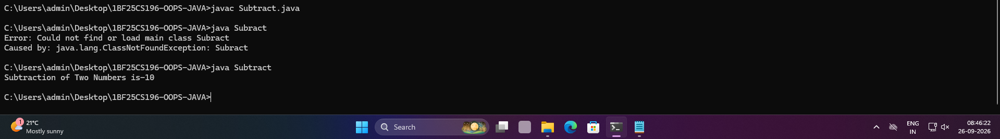 C:\Users\admin\Desktop\1BF25CS196-OOPS-JAVA>javac Subtract.java
C:\Users\admin\Desktop\1BF25CS196-OOPS-JAVA>java Subract
Error: Could not find or load main class Subract
Caused by: java.lang.ClassNotFoundException: Subract
C:\Users\admin\Desktop\1BF25CS196-OOPS-JAVA>java Subtract
Subtraction of Two Numbers is-10
C:\Users\admin\Desktop\1BF25CS196-OOPS-JAVA>
1
21°C
Mostly sunny
Search
ENG
IN
08:46:22
26-09-2026